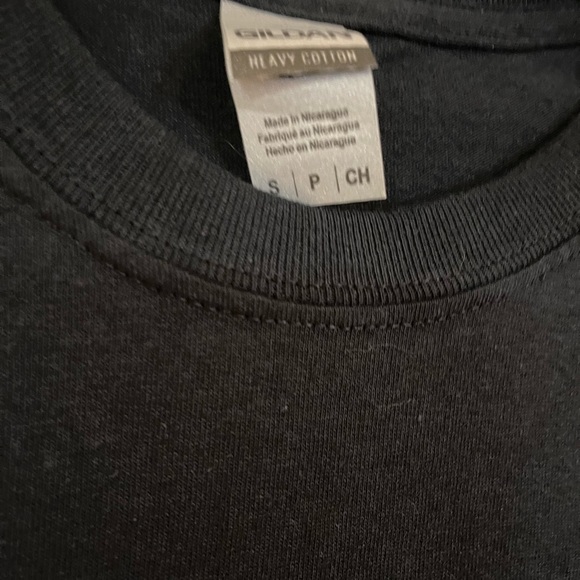 GILDAN
HEAVY COTTON
Made in Nicaragua
Fabriqué au Nicaragua
Hecho en Nicaragua
S | P | CH